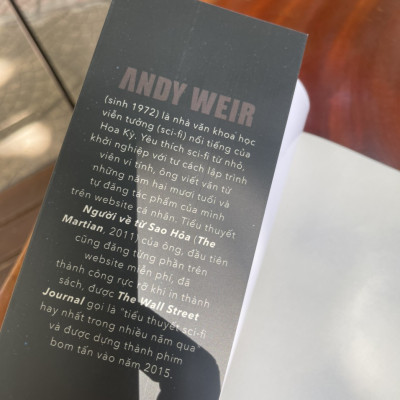 ANDY WEIR
(sinh 1972) là nhà văn khoa học
viễn tưởng (sci-fi) nổi tiếng của
Hoa Kỳ. Yêu thích sci-fi từ nhỏ,
khởi nghiệp với tư cách lập trình
viên vi tính, ông viết văn từ
những năm hai mươi tuổi và
tự đăng tác phẩm của mình
trên website cá nhân. Tiểu thuyết
Người về từ Sao Hỏa (The
Martian, 2011) của ông, đầu tiên
cũng đăng từng phần trên
website miễn phí, đã
thành công rực rỡ khi in thành
sách, được The Wall Street
Journal gọi là "tiểu thuyết sci-fi
hay nhất trong nhiều năm qua"
và được dựng thành phim
bom tấn vào năm 2015.